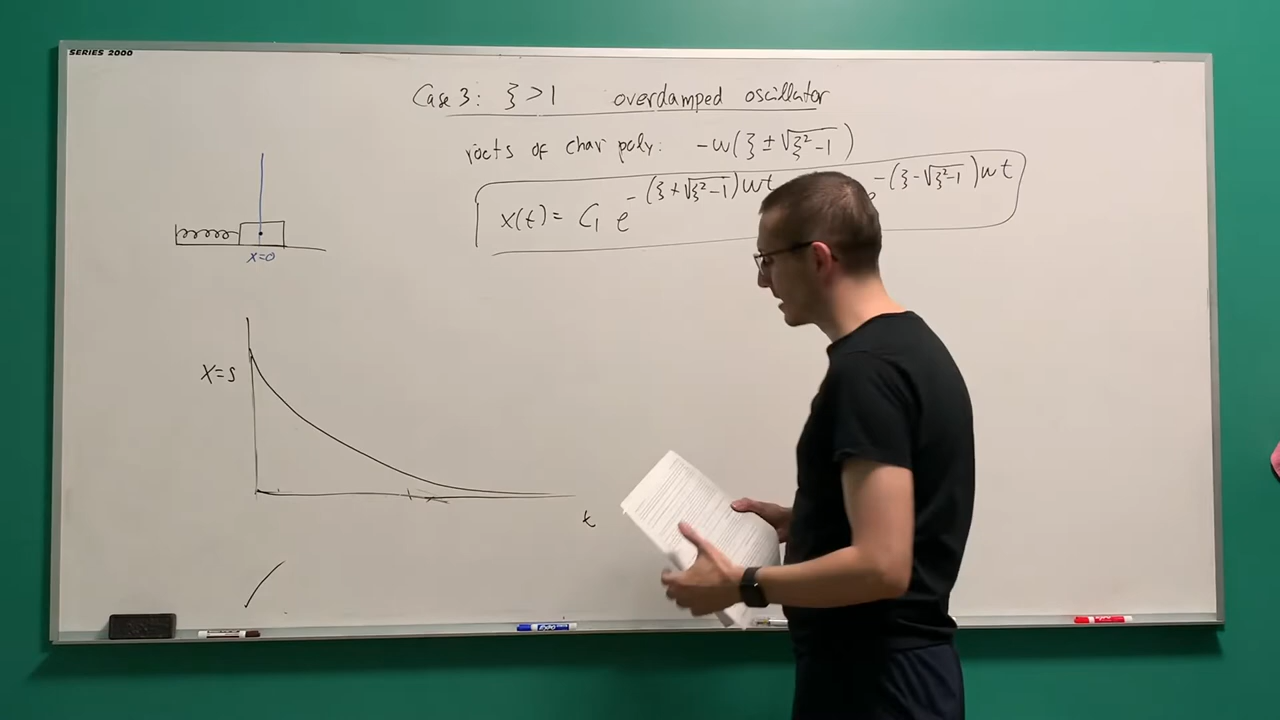 SERIES 2000
Case 3: ξ > 1 overdamped oscillator
roots of char poly: -ω(ξ ± √(ξ²-1))
x(t) = C₁ e^(-(ξ+√(ξ²-1))ωt) e^(-(ξ-√(ξ²-1))ωt)
x=0
x=s
t
EXPO